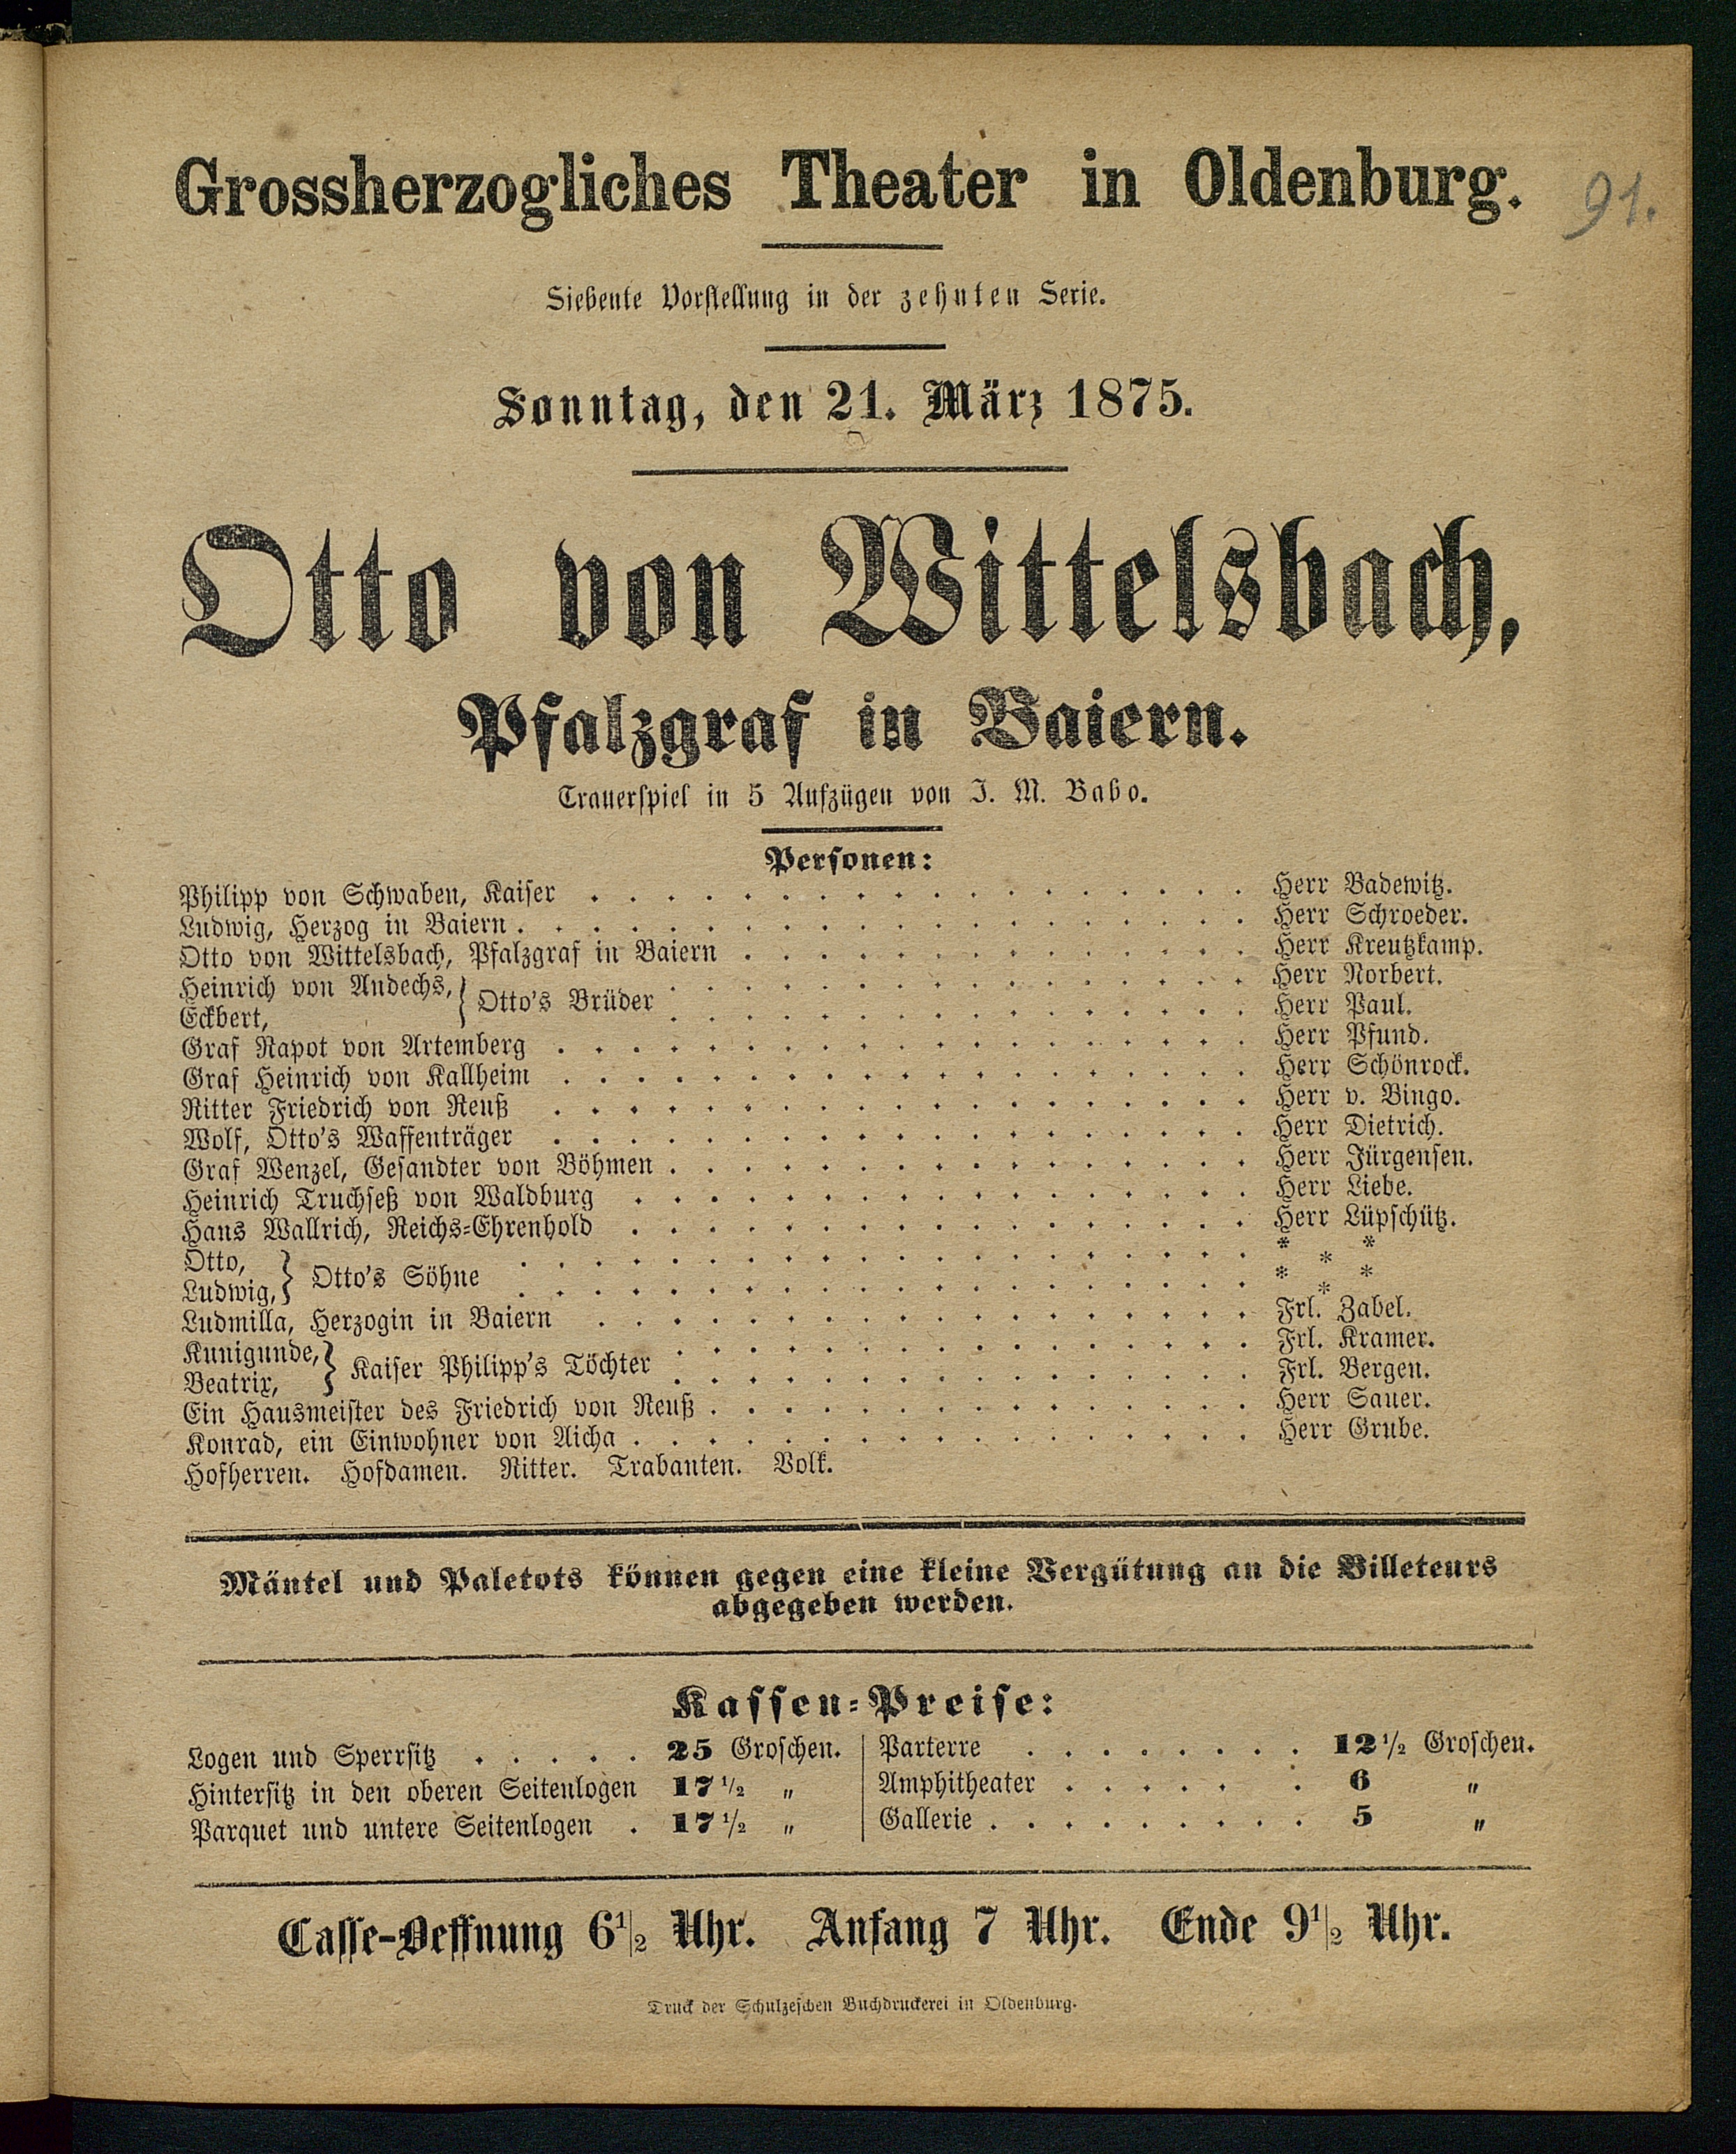 Grossherzogliches Theater in Oldenburg.
91.
Siebente Vorstellung in der zehnten Serie.
Sonntag, den 21. März 1875.
Otto von Wittelsbach,
Pfalzgraf in Baiern.
Trauerspiel in 5 Aufzügen von J. M. Babo.
Personen:
Philipp von Schwaben, Kaiser . . . . . . . . . . . . . . . . . . Herr Badewitz.
Ludwig, Herzog in Baiern . . . . . . . . . . . . . . . . . . . . Herr Schroeder.
Otto von Wittelsbach, Pfalzgraf in Baiern . . . . . . . . . . . . . . Herr Kreutzkamp.
Heinrich von Andechs, } Otto's Brüder . . . . . . . . . . . . . . . . Herr Norbert.
Eckbert, . . . . . . . . . . . . . . . . Herr Paul.
Graf Rapot von Artemberg . . . . . . . . . . . . . . . . . . . Herr Pfund.
Graf Heinrich von Kallheim . . . . . . . . . . . . . . . . . . . Herr Schönrock.
Ritter Friedrich von Reuß . . . . . . . . . . . . . . . . . . . Herr v. Bingo.
Wolf, Otto's Waffenträger . . . . . . . . . . . . . . . . . . . Herr Dietrich.
Graf Wenzel, Gesandter von Böhmen . . . . . . . . . . . . . . . . Herr Jürgensen.
Heinrich Truchseß von Waldburg . . . . . . . . . . . . . . . . . Herr Liebe.
Hans Wallrich, Reichs-Ehrenhold . . . . . . . . . . . . . . . . . Herr Lüpschütz.
Otto, } Otto's Söhne . . . . . . . . . . . . . . . . . . . . * * *
Ludwig, . . . . . . . . . . . . . . . . . . . . * * *
Ludmilla, Herzogin in Baiern . . . . . . . . . . . . . . . . . . Frl. Zabel.
Kunigunde, } Kaiser Philipp's Töchter . . . . . . . . . . . . . . . . Frl. Kramer.
Beatrix, . . . . . . . . . . . . . . . . Frl. Bergen.
Ein Hausmeister des Friedrich von Reuß . . . . . . . . . . . . . . . Herr Sauer.
Konrad, ein Einwohner von Aicha . . . . . . . . . . . . . . . . . Herr Grube.
Hofherren. Hofdamen. Ritter. Trabanten. Volk.
Mäntel und Paletots können gegen eine kleine Vergütung an die Billeteurs
abgegeben werden.
Kassen-Preise:
Logen und Sperrsitz . . . . . 25 Groschen.
Hintersitz in den oberen Seitenlogen 17 1/2 "
Parquet und untere Seitenlogen . 17 1/2 "
Parterre . . . . . . . . 12 1/2 Groschen.
Amphitheater . . . . . . . 6 "
Gallerie . . . . . . . . . 5 "
Casse-Oeffnung 6 1/2 Uhr. Anfang 7 Uhr. Ende 9 1/2 Uhr.
Druck der Schulzeschen Buchdruckerei in Oldenburg.